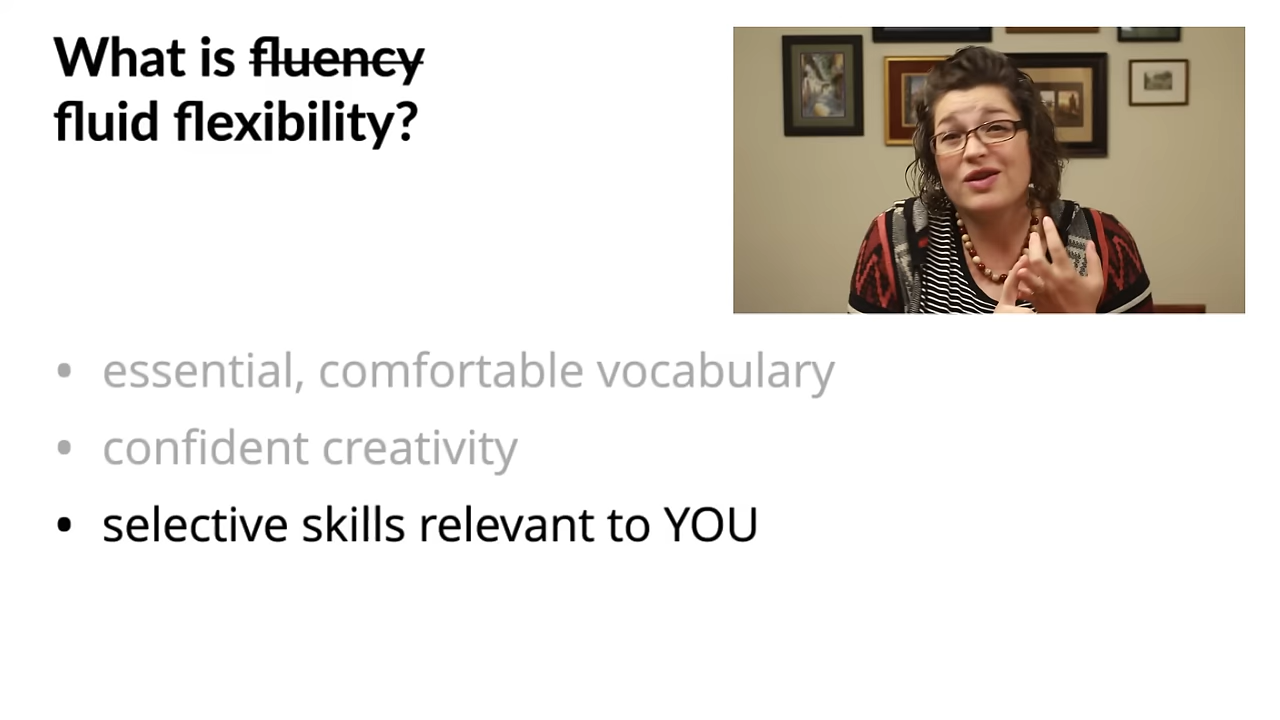 What is fluency
fluid flexibility?
• essential, comfortable vocabulary
• confident creativity
• selective skills relevant to YOU